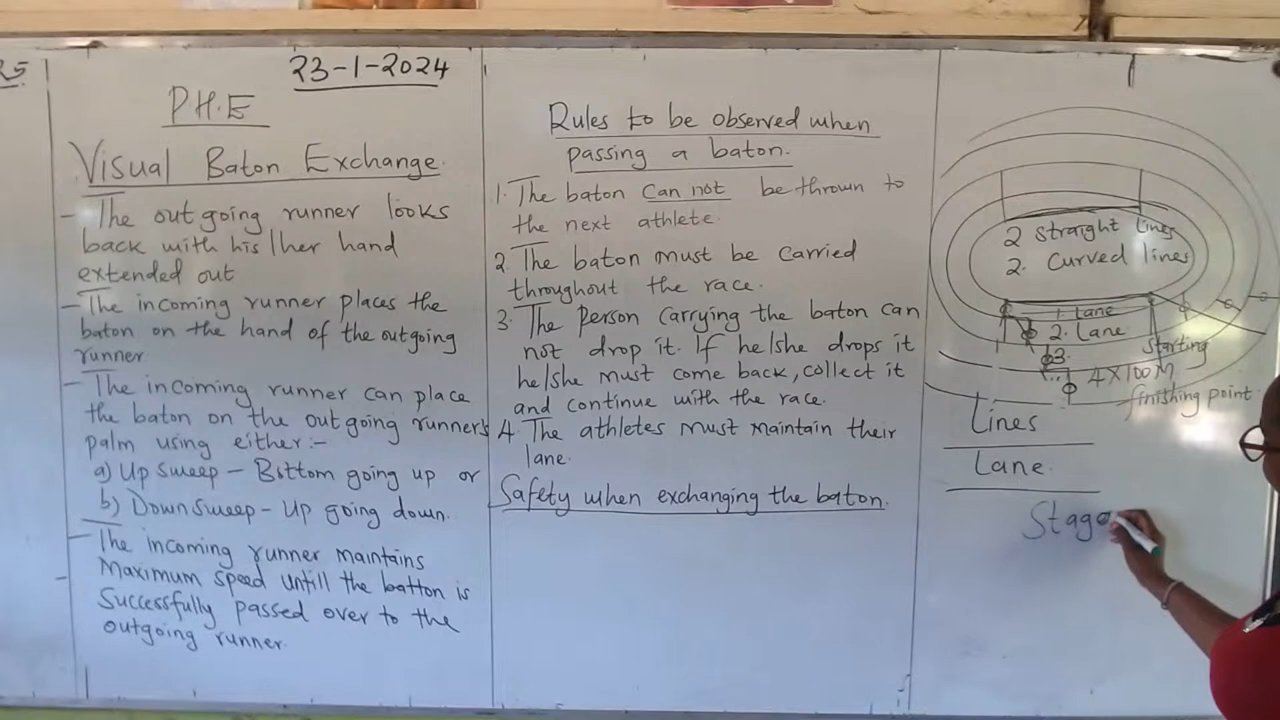 25
23-1-2024
P.H.E
Visual Baton Exchange.
- The outgoing runner looks
back with his/her hand
extended out
- The incoming runner places the
baton on the hand of the outgoing
runner
- The incoming runner can place
the baton on the outgoing runners
palm using either:-
a) Up sweep - Bottom going up or
b) Downsweep - Up going down.
- The incoming runner maintains
Maximum speed untill the batton is
Successfully passed over to the
outgoing runner.
Rules to be observed when
passing a baton.
1. The baton can not be thrown to
the next athlete.
2. The baton must be carried
throughout the race.
3. The person carrying the baton can
not drop it. If he/she drops it
he/she must come back, collect it
and continue with the race.
4. The athletes must maintain their
lane.
Safety when exchanging the baton.
2 straight lines
2. Curved lines
1. Lane
2. Lane
3.
starting
4X100M
finishing point.
Lines
Lane.
Stage